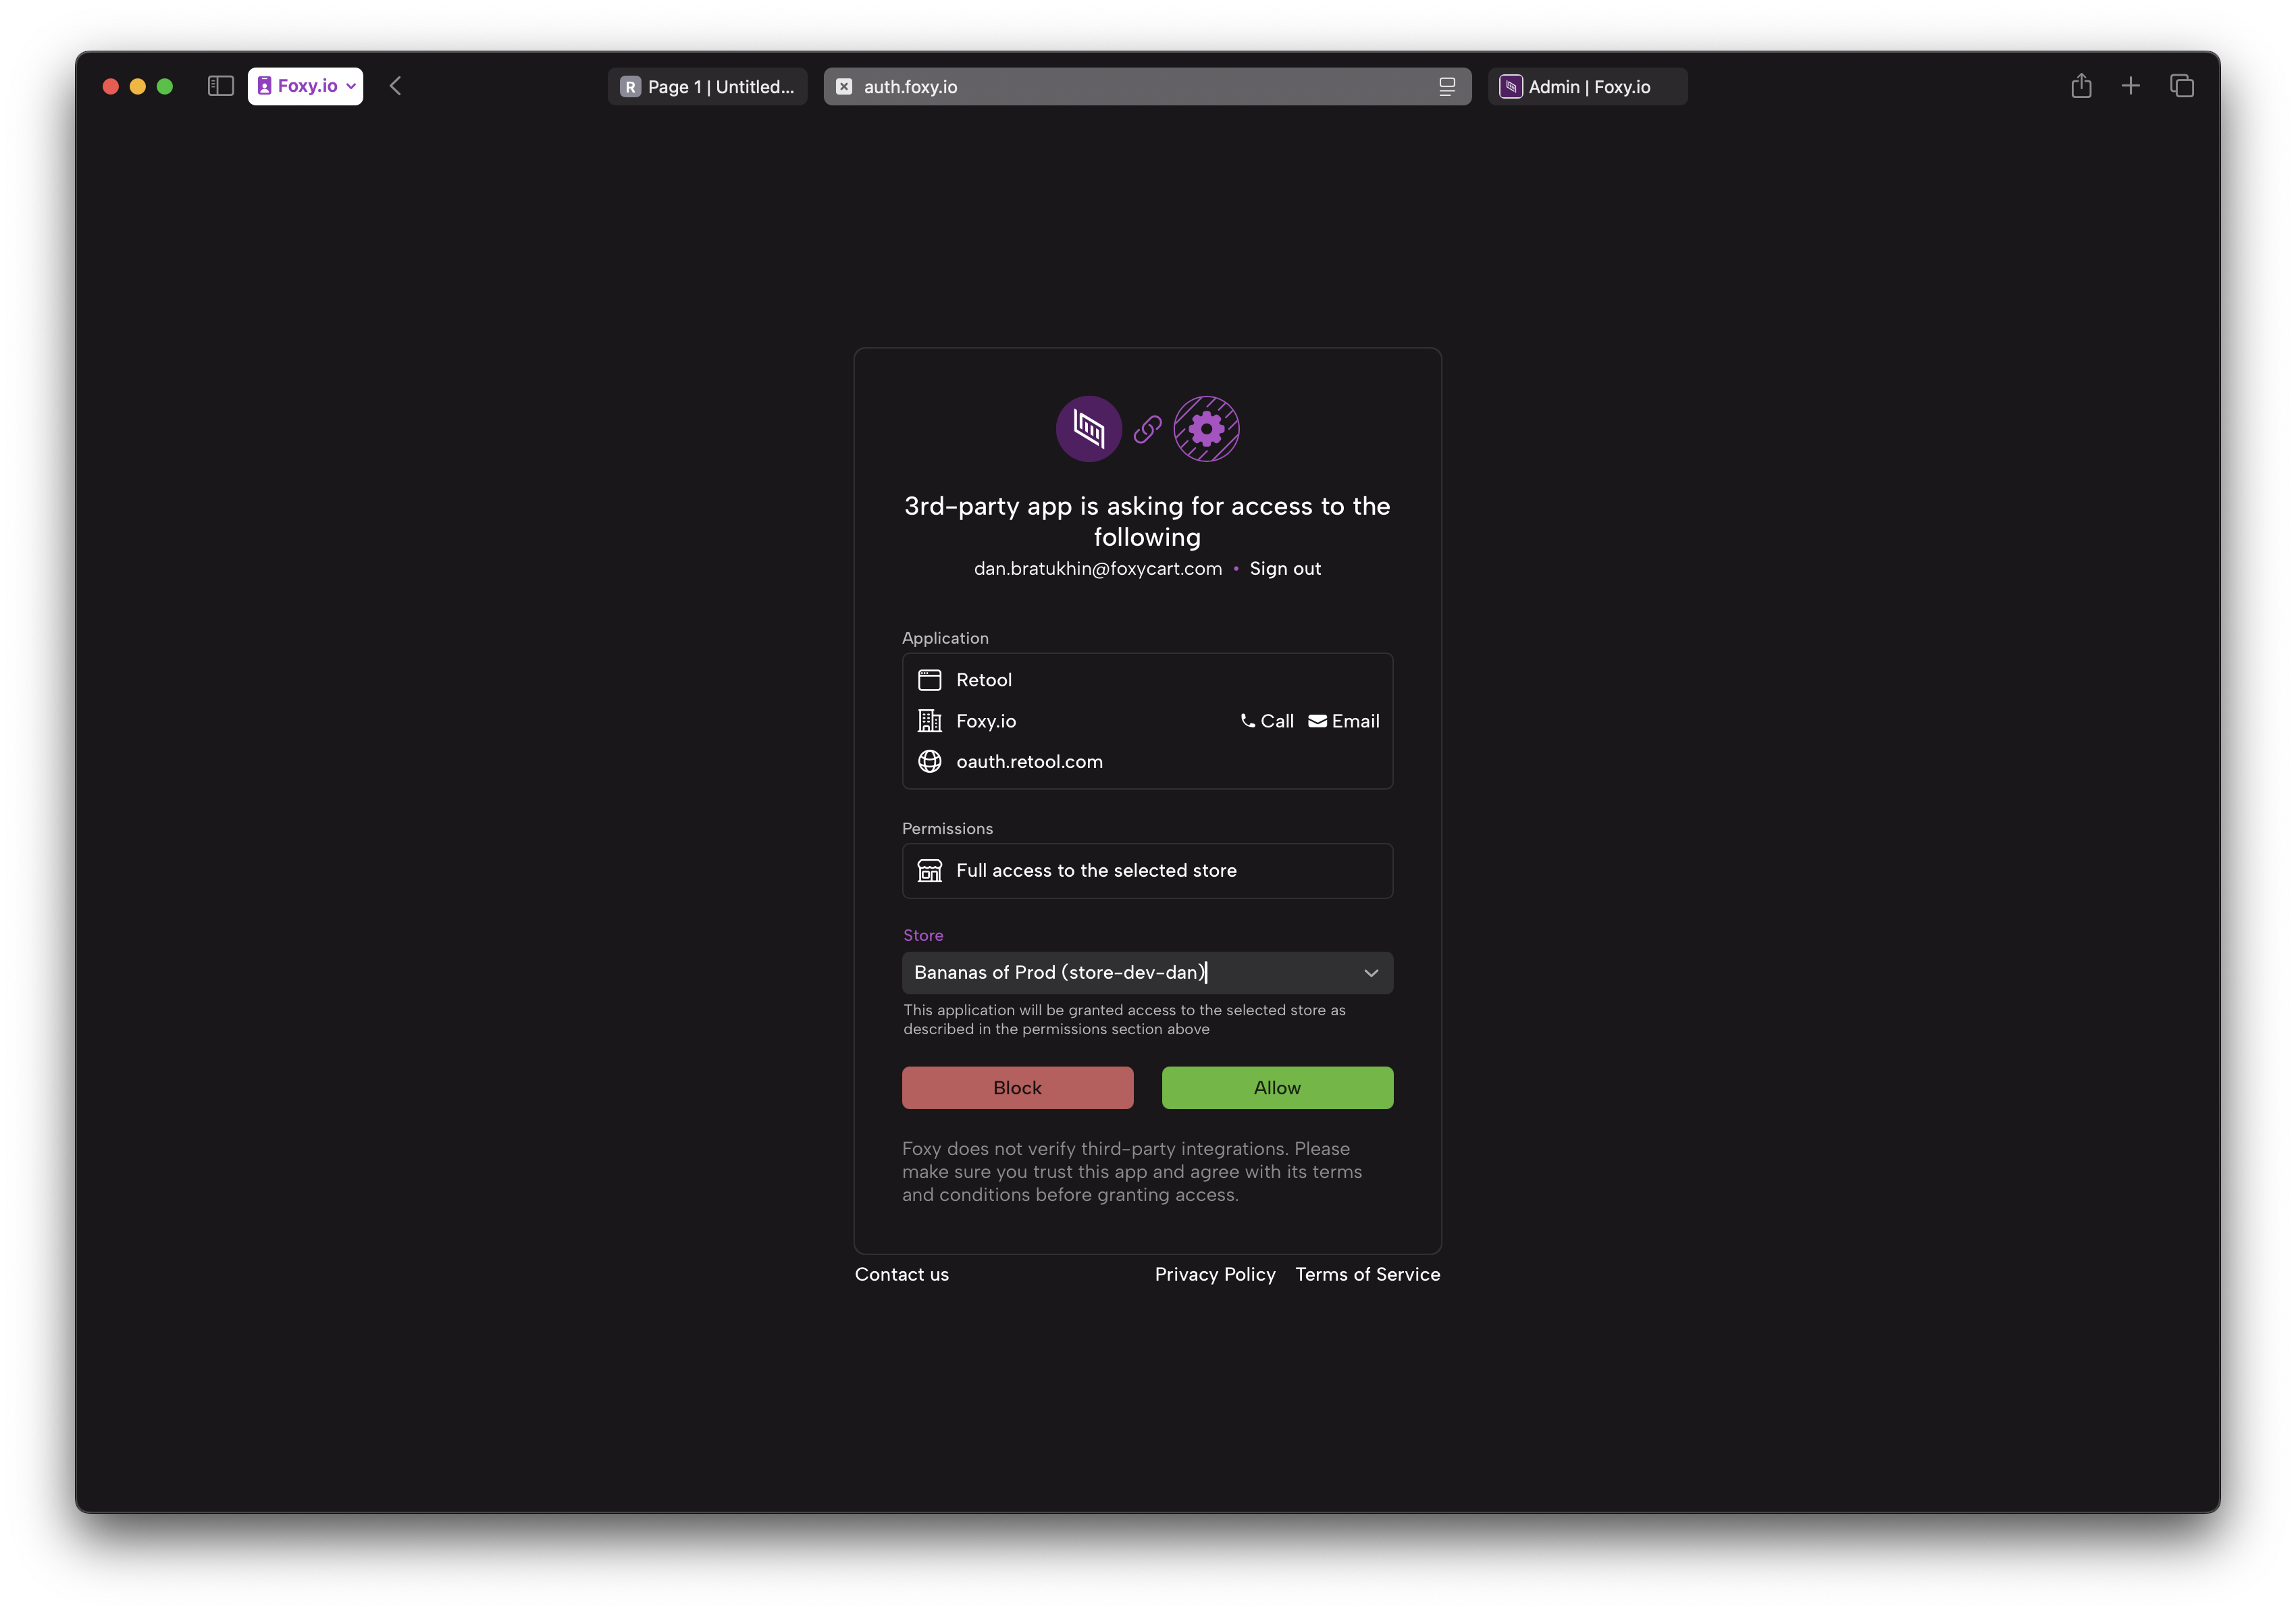 Foxy.io
R Page 1 | Untitled...
auth.foxy.io
Admin | Foxy.io
3rd-party app is asking for access to the
following
dan.bratukhin@foxycart.com • Sign out
Application
Retool
Foxy.io Call Email
oauth.retool.com
Permissions
Full access to the selected store
Store
Bananas of Prod (store-dev-dan)
This application will be granted access to the selected store as
described in the permissions section above
Block Allow
Foxy does not verify third-party integrations. Please
make sure you trust this app and agree with its terms
and conditions before granting access.
Contact us Privacy Policy Terms of Service